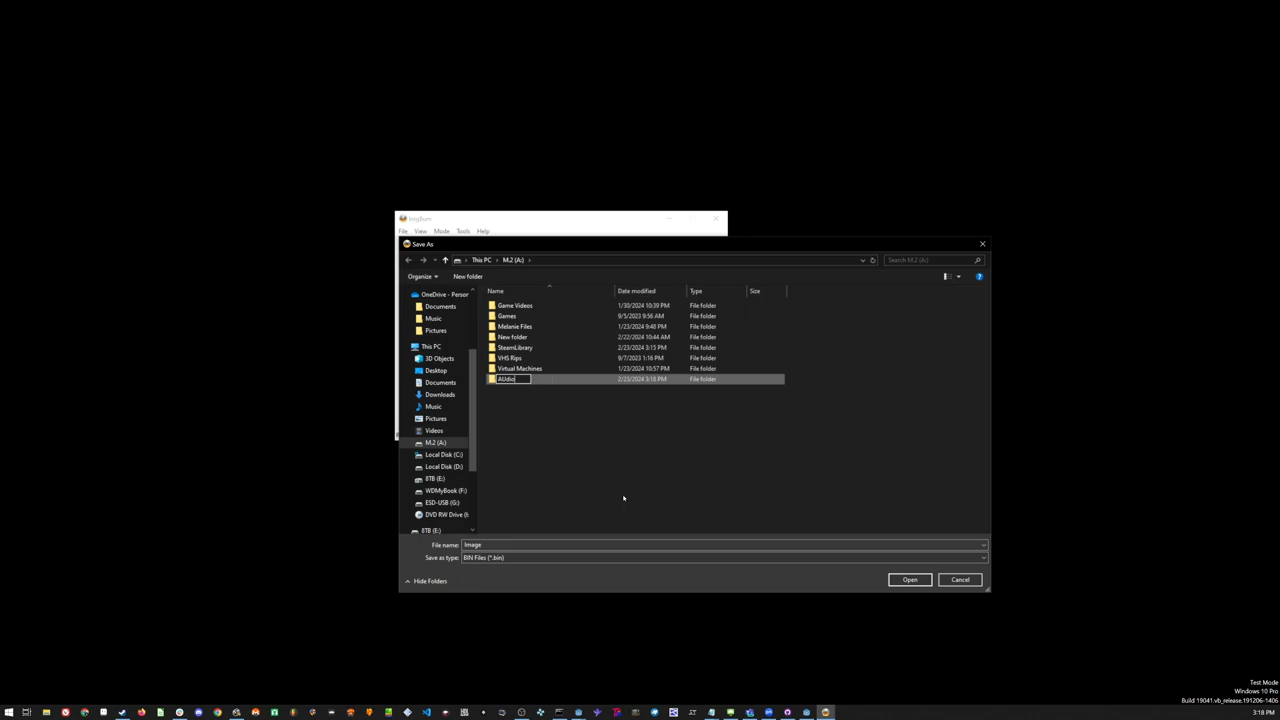 ImgBurn
File View Mode Tools Help
Save As
This PC > M.2 (A:) >
Search M.2 (A:)
Organize New folder
Name Date modified Type Size
OneDrive - Person
Documents
Music
Pictures
This PC
3D Objects
Desktop
Documents
Downloads
Music
Pictures
Videos
M.2 (A:)
Local Disk (C:)
Local Disk (D:)
8TB (E:)
WDMyBook (F:)
ESD-USB (G:)
DVD RW Drive (H
8TB (E:)
Game Videos 1/30/2024 10:39 PM File folder
Games 9/5/2023 9:56 AM File folder
Melanie Files 1/23/2024 9:48 PM File folder
New folder 2/22/2024 10:44 AM File folder
SteamLibrary 2/23/2024 3:15 PM File folder
VHS Rips 9/7/2023 1:16 PM File folder
Virtual Machines 1/23/2024 10:57 PM File folder
AUdio 2/23/2024 3:18 PM File folder
File name: Image
Save as type: BIN Files (*.bin)
Hide Folders
Open Cancel
Test Mode
Windows 10 Pro
Build 19041.vb_release.191206-1406
3:18 PM